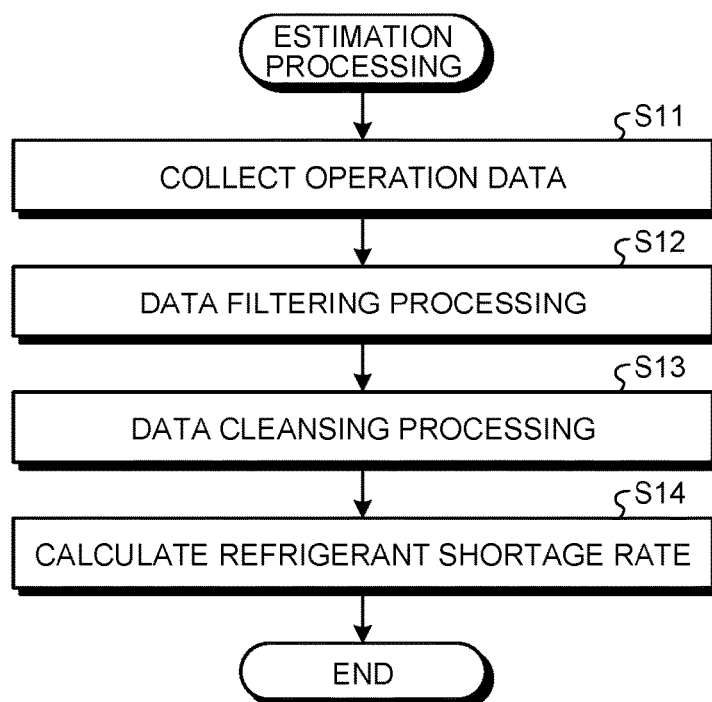 ESTIMATION
PROCESSING
S11
COLLECT OPERATION DATA
S12
DATA FILTERING PROCESSING
S13
DATA CLEANSING PROCESSING
S14
CALCULATE REFRIGERANT SHORTAGE RATE
END